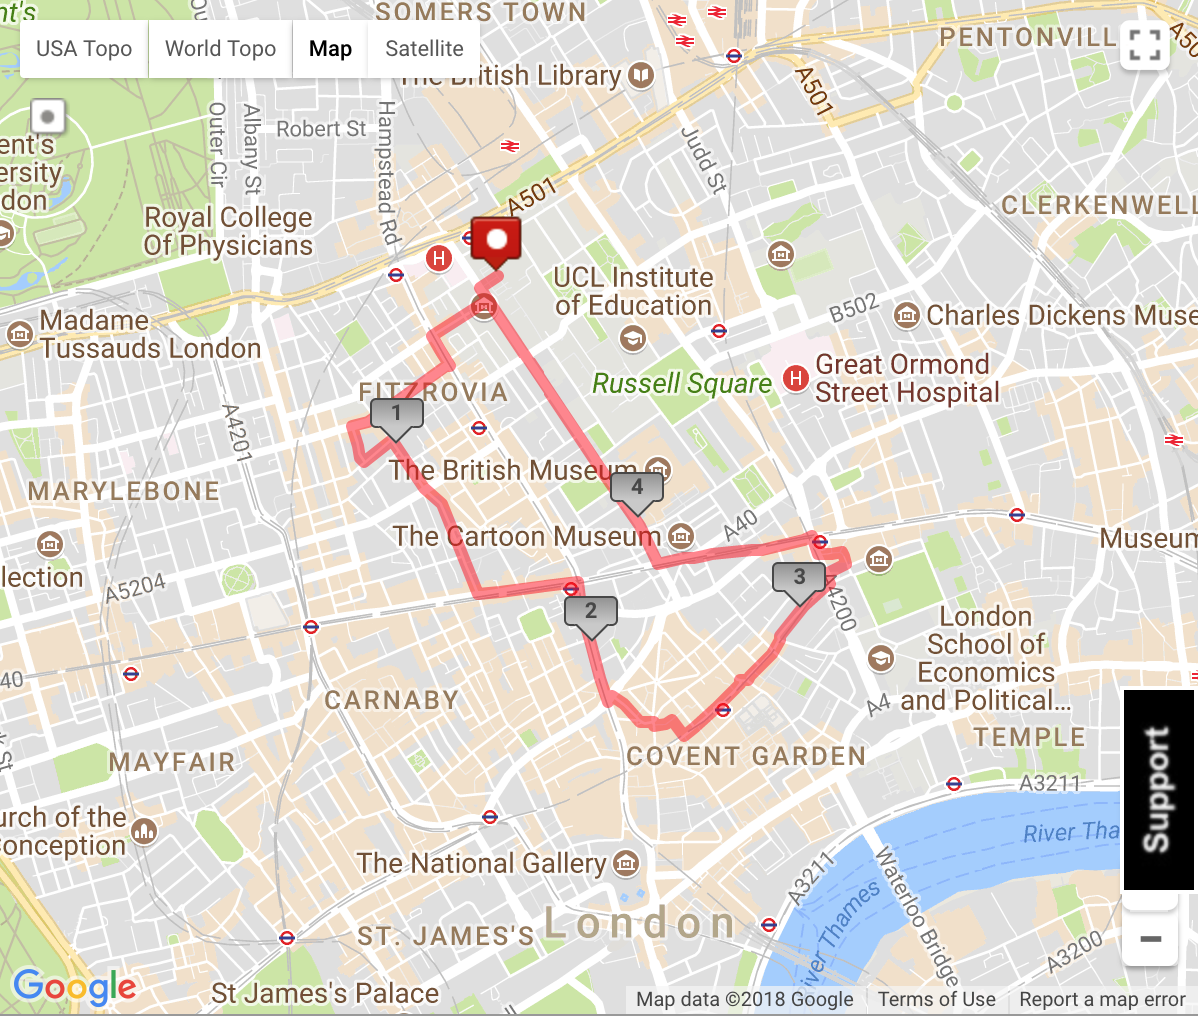 nt's
SOMERS TOWN
USA Topo
World Topo
Map
Satellite
PENTONVILL
The British Library
A501
A50
Outer Cir
Albany St
Robert St
Hampstead Rd
Judd St
ent's
ersity
don
A501
CLERKENWELL
Royal College
Of Physicians
H
UCL Institute
of Education
B502
Madame
Tussauds London
Charles Dickens Muse
Great Ormond
Street Hospital
H
Russell Square
FITZROVIA
1
A4201
The British Museum
4
MARYLEBONE
A40
The Cartoon Museum
Museum
lection
A5204
3
A4200
2
London
School of
Economics
and Political...
40
CARNABY
A4
TEMPLE
MAYFAIR
COVENT GARDEN
k St
A3211
Support
urch of the
Conception
River Tha
The National Gallery
A3211
Waterloo Bridge
River Thames
London
ST. JAMES'S
A3200
Google
St James's Palace
Map data ©2018 Google
Terms of Use
Report a map error